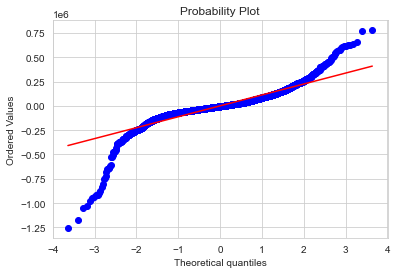 Probability Plot
1e6
0.75
0.50
0.25
0.00
−0.25
−0.50
−0.75
−1.00
−1.25
Ordered Values
−4 −3 −2 −1 0 1 2 3 4
Theoretical quantiles